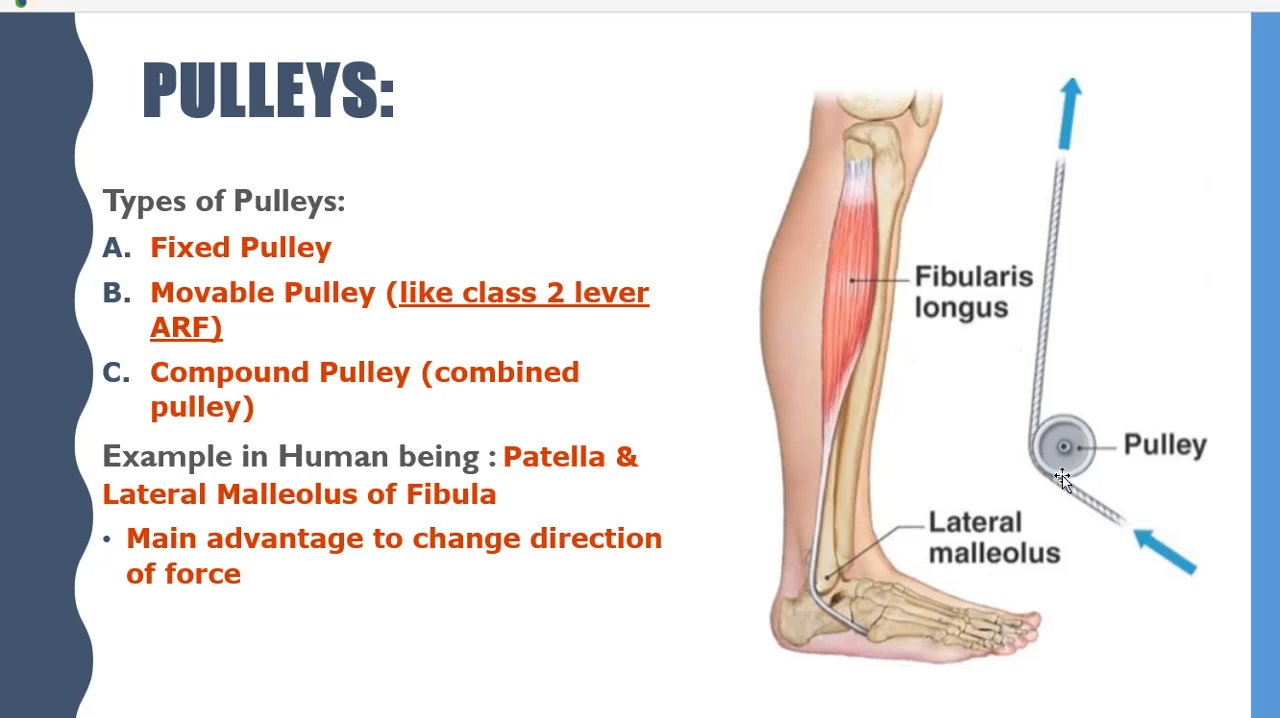 PULLEYS:
Types of Pulleys:
A. Fixed Pulley
B. Movable Pulley (like class 2 lever
ARF)
C. Compound Pulley (combined
pulley)
Example in Human being : Patella &
Lateral Malleolus of Fibula
• Main advantage to change direction
of force
Fibularis
longus
Pulley
Lateral
malleolus